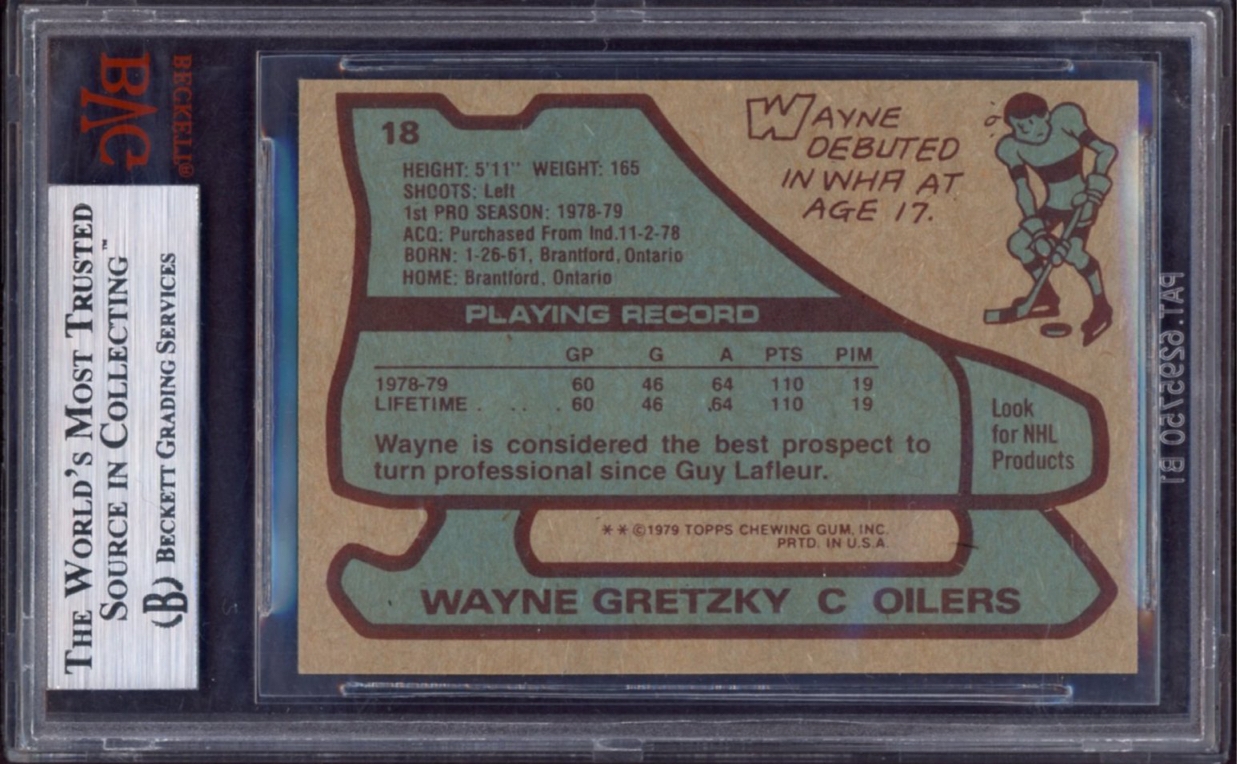 BECKETT®
BVG
THE WORLD'S MOST TRUSTED
SOURCE IN COLLECTING™
(B) BECKETT GRADING SERVICES
18
HEIGHT: 5'11" WEIGHT: 165
SHOOTS: Left
1st PRO SEASON: 1978-79
ACQ: Purchased From Ind.11-2-78
BORN: 1-26-61, Brantford, Ontario
HOME: Brantford, Ontario
WAYNE
DEBUTED
IN WHA AT
AGE 17.
PLAYING RECORD
GP G A PTS PIM
1978-79 60 46 64 110 19
LIFETIME . . . . 60 46 .64 110 19
Wayne is considered the best prospect to
turn professional since Guy Lafleur.
Look
for NHL
Products
* * ©1979 TOPPS CHEWING GUM, INC.
PRTD. IN U.S.A.
WAYNE GRETZKY C OILERS
PAT. 6295750 B1